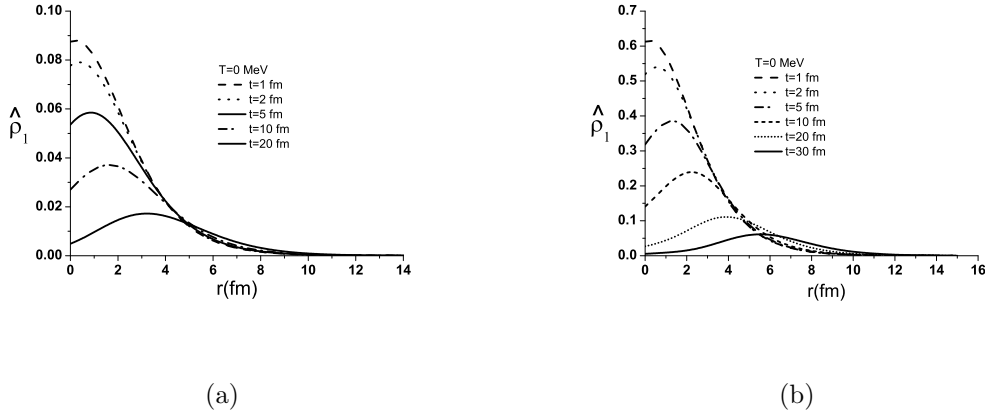 0.10
0.08
0.06
0.04
0.02
0.00
ρ̂₁
0 2 4 6 8 10 12 14
r(fm)
T=0 MeV
t=1 fm
t=2 fm
t=5 fm
t=10 fm
t=20 fm
(a)
0.7
0.6
0.5
0.4
0.3
0.2
0.1
0.0
ρ̂₁
0 2 4 6 8 10 12 14 16
r(fm)
T=0 MeV
t=1 fm
t=2 fm
t=5 fm
t=10 fm
t=20 fm
t=30 fm
(b)